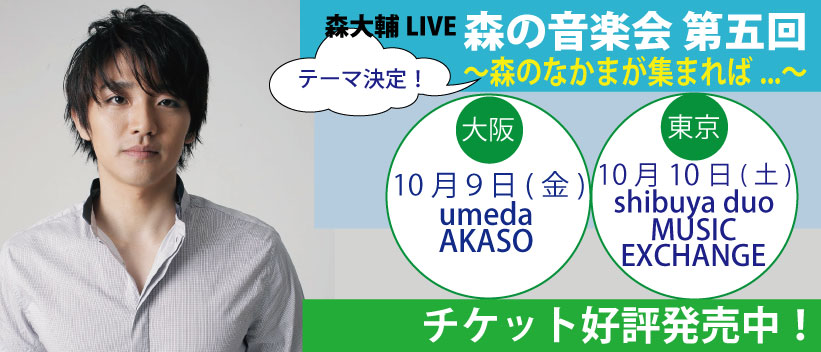 森大輔 LIVE 森の音楽会 第五回
テーマ決定！
～森のなかまが集まれば ...～
大阪
10月9日(金)
umeda
AKASO
東京
10月10日(土)
shibuya duo
MUSIC
EXCHANGE
チケット好評発売中！